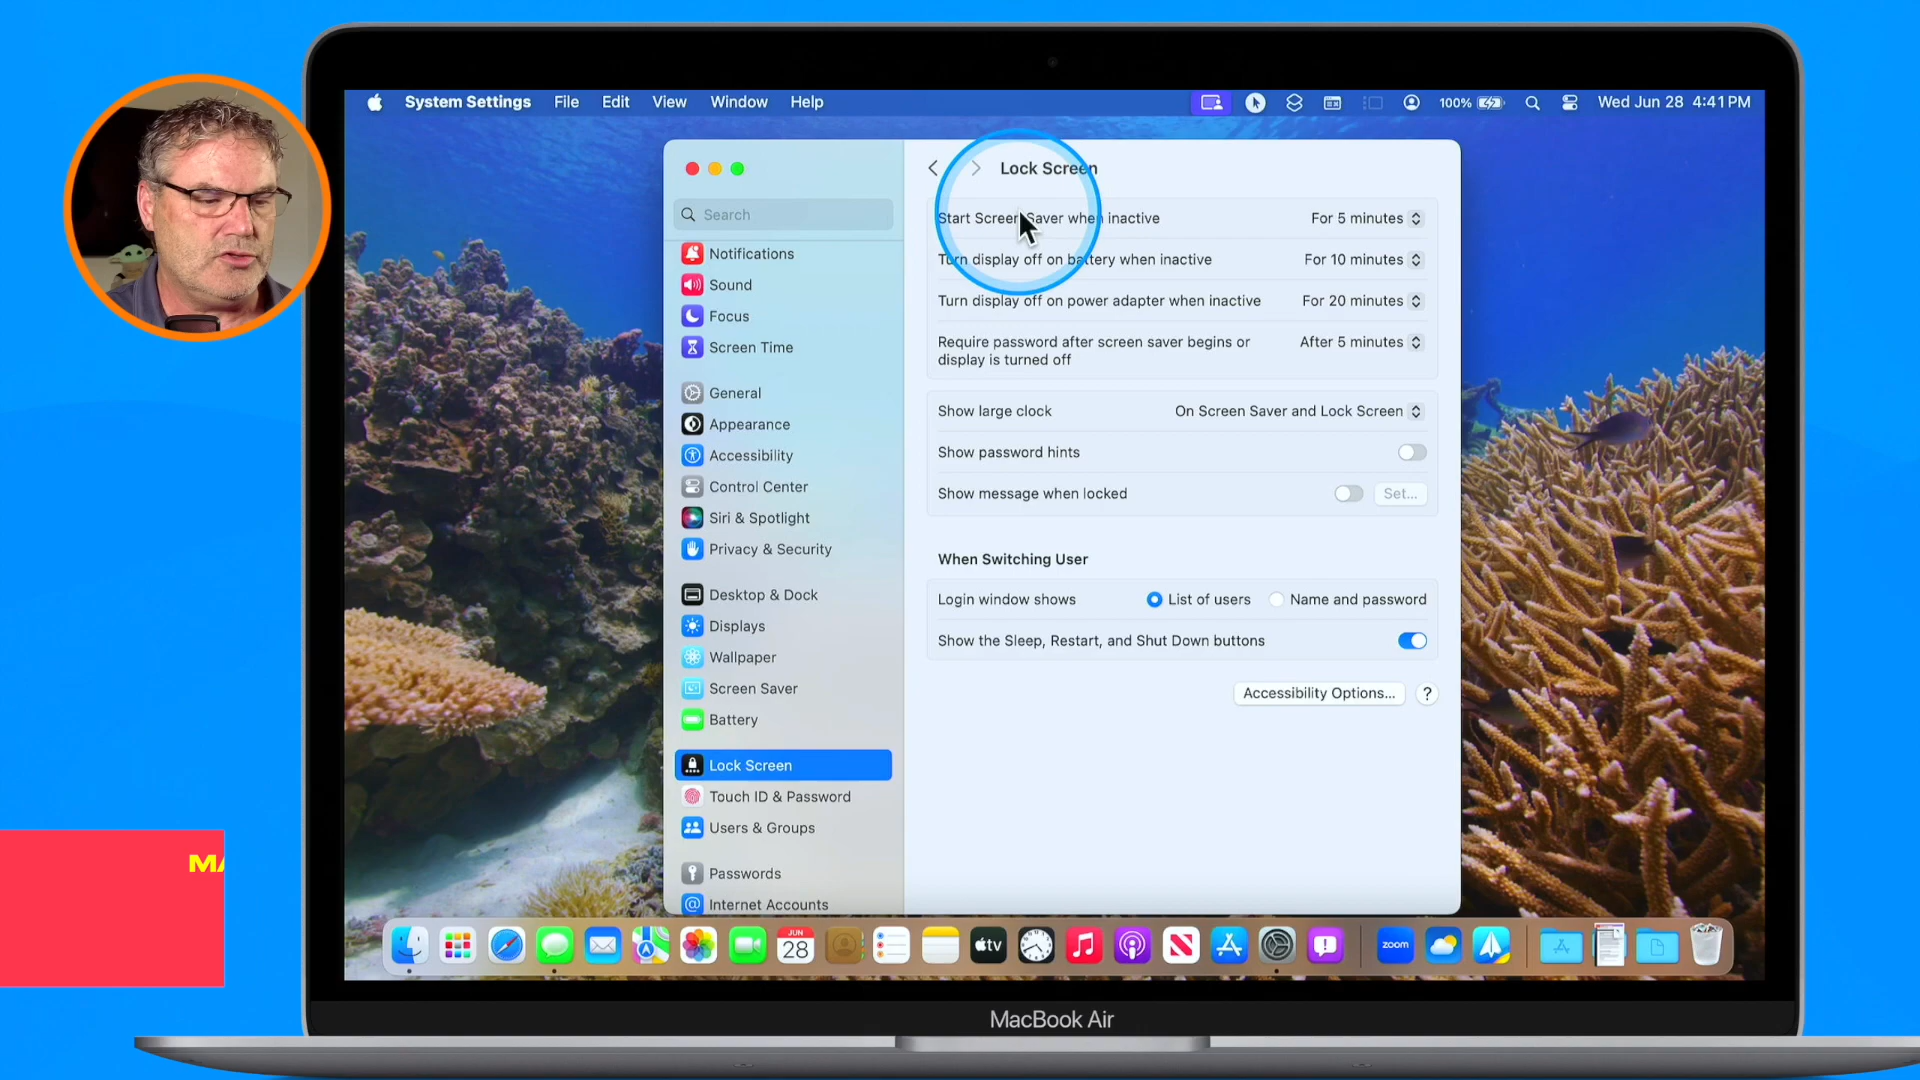 System Settings File Edit View Window Help 100% Wed Jun 28 4:41 PM
Lock Screen
Search
Notifications
Sound
Focus
Screen Time
General
Appearance
Accessibility
Control Center
Siri & Spotlight
Privacy & Security
Desktop & Dock
Displays
Wallpaper
Screen Saver
Battery
Lock Screen
Touch ID & Password
Users & Groups
Passwords
Internet Accounts
Start Screen Saver when inactive For 5 minutes
Turn display off on battery when inactive For 10 minutes
Turn display off on power adapter when inactive For 20 minutes
Require password after screen saver begins or
display is turned off After 5 minutes
Show large clock On Screen Saver and Lock Screen
Show password hints
Show message when locked Set...
When Switching User
Login window shows List of users Name and password
Show the Sleep, Restart, and Shut Down buttons
Accessibility Options... ?
MA
JUN
28
tv
zoom
MacBook Air